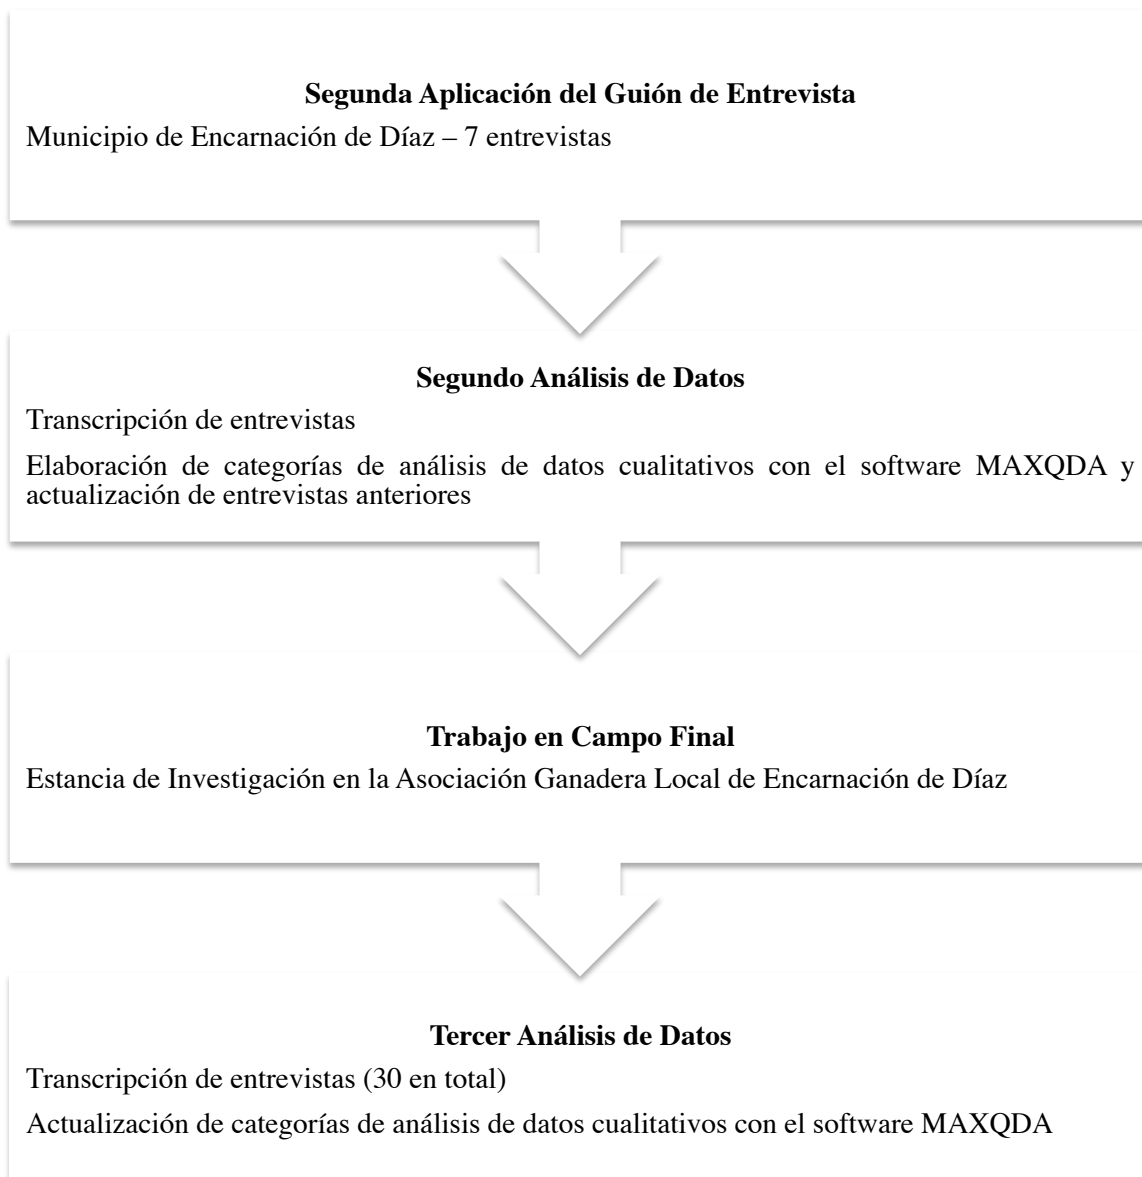 Segunda Aplicación del Guión de Entrevista
Municipio de Encarnación de Díaz – 7 entrevistas
Segundo Análisis de Datos
Transcripción de entrevistas
Elaboración de categorías de análisis de datos cualitativos con el software MAXQDA y
actualización de entrevistas anteriores
Trabajo en Campo Final
Estancia de Investigación en la Asociación Ganadera Local de Encarnación de Díaz
Tercer Análisis de Datos
Transcripción de entrevistas (30 en total)
Actualización de categorías de análisis de datos cualitativos con el software MAXQDA